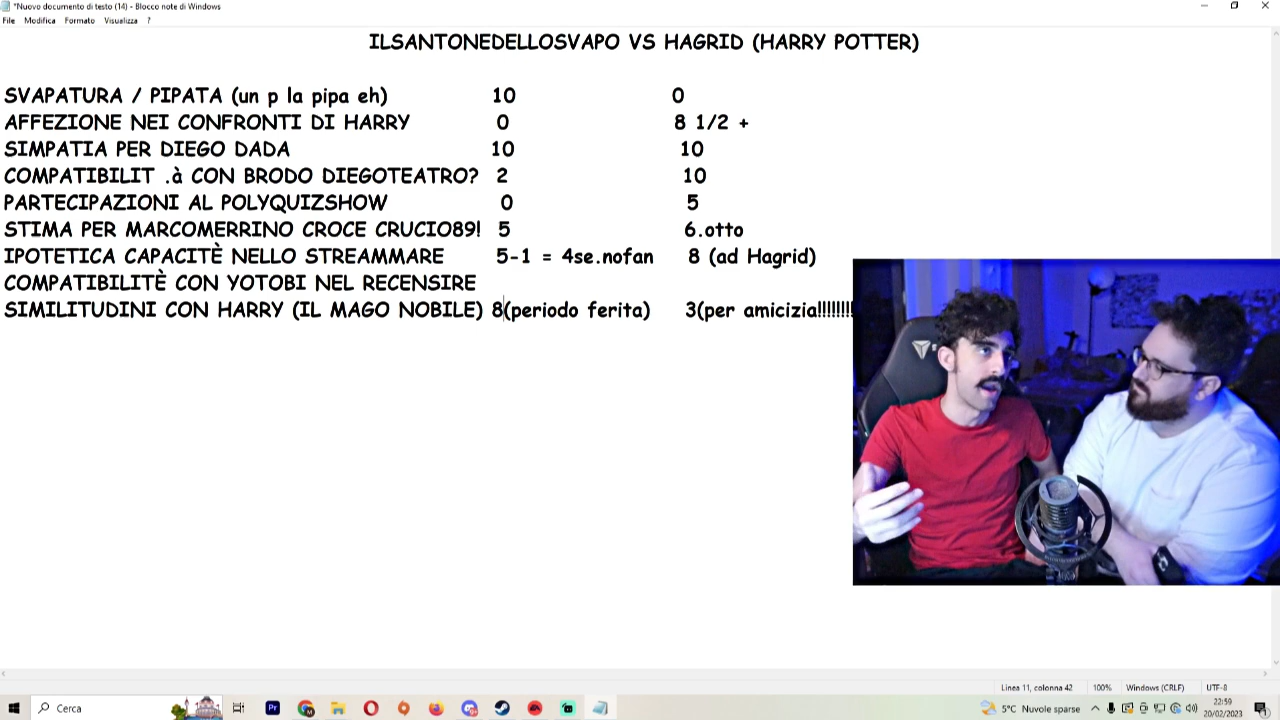 *Nuovo documento di testo (14) - Blocco note di Windows
File Modifica Formato Visualizza ?
ILSANTONEDELLOSVAPO VS HAGRID (HARRY POTTER)
SVAPATURA / PIPATA (un p la pipa eh) 10 0
AFFEZIONE NEI CONFRONTI DI HARRY 0 8 1/2 +
SIMPATIA PER DIEGO DADA 10 10
COMPATIBILIT .à CON BRODO DIEGOTEATRO? 2 10
PARTECIPAZIONI AL POLYQUIZSHOW 0 5
STIMA PER MARCOMERRINO CROCE CRUCIO89! 5 6.otto
IPOTETICA CAPACITÈ NELLO STREAMMARE 5-1 = 4se.nofan 8 (ad Hagrid)
COMPATIBILITÈ CON YOTOBI NEL RECENSIRE
SIMILITUDINI CON HARRY (IL MAGO NOBILE) 8(periodo ferita) 3(per amicizia!!!!!!!!
Linea 11, colonna 42 100% Windows (CRLF) UTF-8
Cerca
5°C Nuvole sparse
22:59
20/02/2023